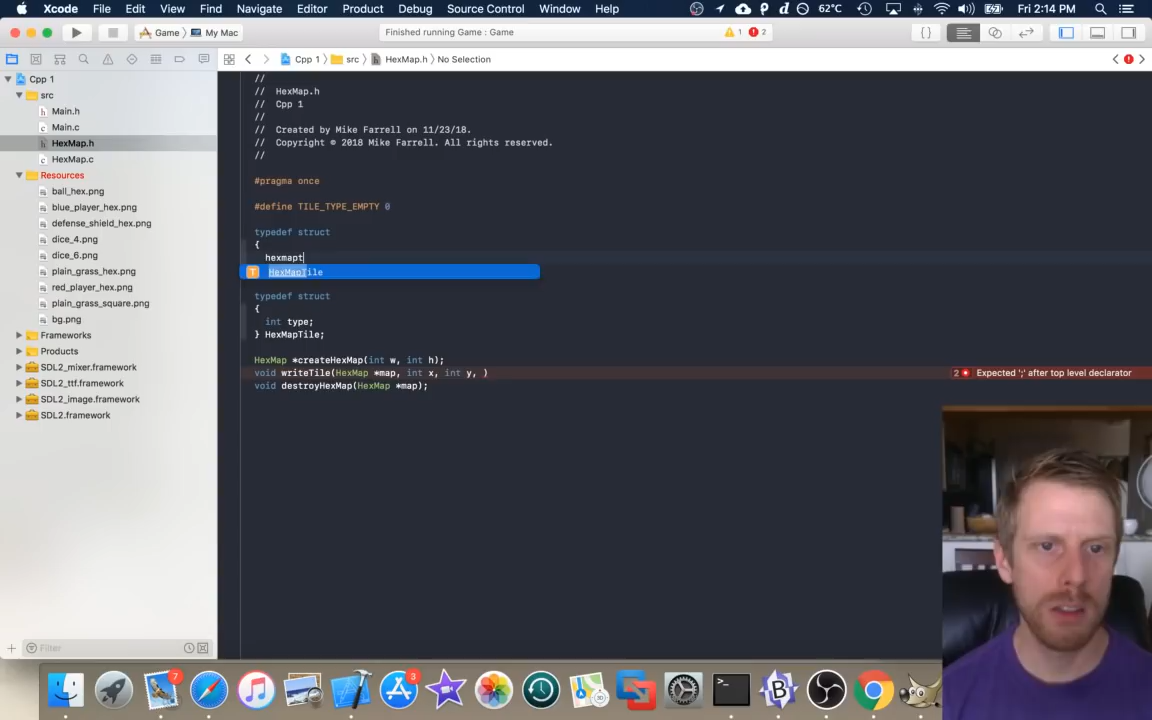 Xcode File Edit View Find Navigate Editor Product Debug Source Control Window Help 62°C Fri 2:14 PM
Game 〉 My Mac Finished running Game : Game 1 2
Cpp 1 〉 src 〉 HexMap.h 〉 No Selection
Cpp 1
src
Main.h
Main.c
HexMap.h
HexMap.c
Resources
ball_hex.png
blue_player_hex.png
defense_shield_hex.png
dice_4.png
dice_6.png
plain_grass_hex.png
red_player_hex.png
plain_grass_square.png
bg.png
Frameworks
Products
SDL2_mixer.framework
SDL2_ttf.framework
SDL2_image.framework
SDL2.framework
Filter
//
// HexMap.h
// Cpp 1
//
// Created by Mike Farrell on 11/23/18.
// Copyright © 2018 Mike Farrell. All rights reserved.
//
#pragma once
#define TILE_TYPE_EMPTY 0
typedef struct
{
hexmapt
T HexMapTile
typedef struct
{
int type;
} HexMapTile;
HexMap *createHexMap(int w, int h);
void writeTile(HexMap *map, int x, int y, ) 2 Expected ';' after top level declarator
void destroyHexMap(HexMap *map);
7
3